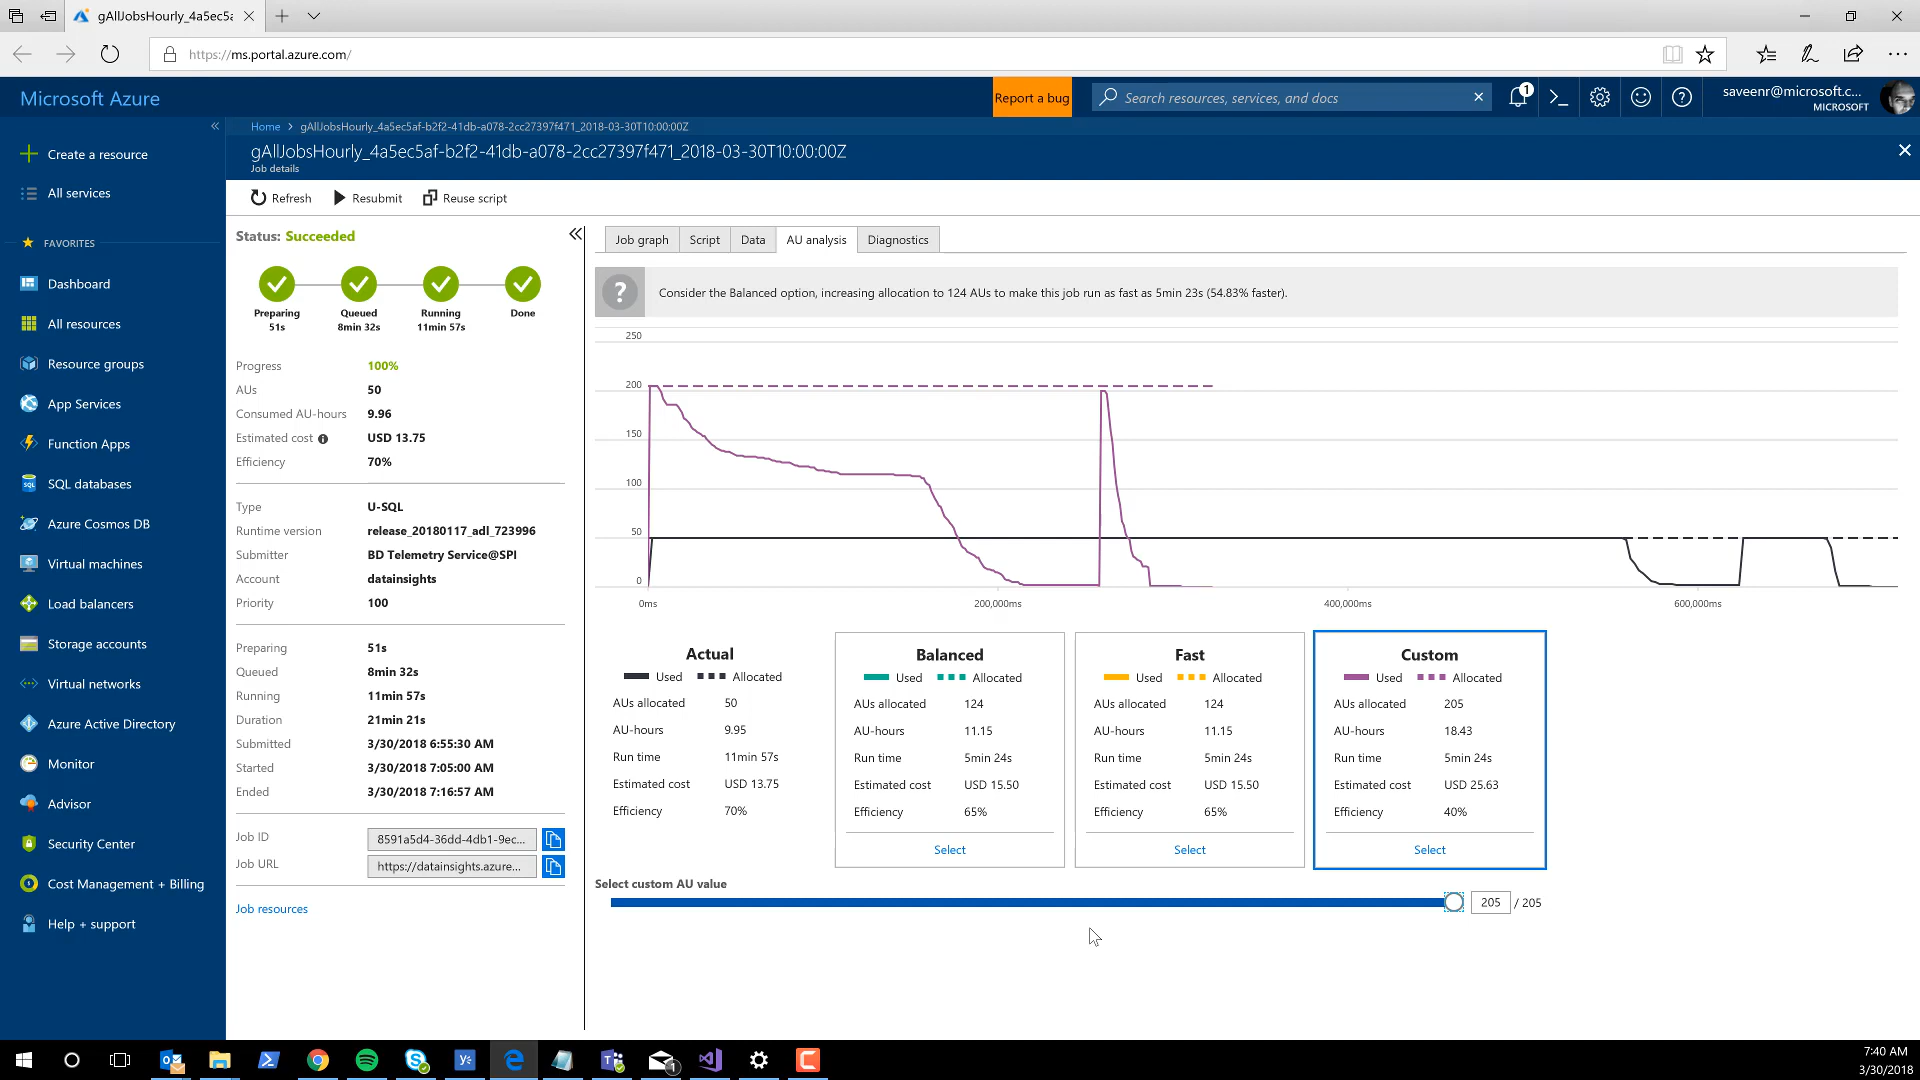 gAllJobsHourly_4a5ec5a
https://ms.portal.azure.com/
Microsoft Azure
Report a bug
Search resources, services, and docs
1
saveenr@microsoft.c...
MICROSOFT
Home > gAllJobsHourly_4a5ec5af-b2f2-41db-a078-2cc27397f471_2018-03-30T10:00:00Z
gAllJobsHourly_4a5ec5af-b2f2-41db-a078-2cc27397f471_2018-03-30T10:00:00Z
Job details
Create a resource
All services
FAVORITES
Dashboard
All resources
Resource groups
App Services
Function Apps
SQL databases
Azure Cosmos DB
Virtual machines
Load balancers
Storage accounts
Virtual networks
Azure Active Directory
Monitor
Advisor
Security Center
Cost Management + Billing
Help + support
Refresh
Resubmit
Reuse script
Status: Succeeded
Preparing Queued Running Done
51s 8min 32s 11min 57s
Progress 100%
AUs 50
Consumed AU-hours 9.96
Estimated cost USD 13.75
Efficiency 70%
Type U-SQL
Runtime version release_20180117_adl_723996
Submitter BD Telemetry Service@SPI
Account datainsights
Priority 100
Preparing 51s
Queued 8min 32s
Running 11min 57s
Duration 21min 21s
Submitted 3/30/2018 6:55:30 AM
Started 3/30/2018 7:05:00 AM
Ended 3/30/2018 7:16:57 AM
Job ID 8591a5d4-36dd-4db1-9ec...
Job URL https://datainsights.azure...
Job resources
Job graph Script Data AU analysis Diagnostics
? Consider the Balanced option, increasing allocation to 124 AUs to make this job run as fast as 5min 23s (54.83% faster).
250
200
150
100
50
0
0ms 200,000ms 400,000ms 600,000ms
Actual
Used Allocated
AUs allocated 50
AU-hours 9.95
Run time 11min 57s
Estimated cost USD 13.75
Efficiency 70%
Balanced
Used Allocated
AUs allocated 124
AU-hours 11.15
Run time 5min 24s
Estimated cost USD 15.50
Efficiency 65%
Select
Fast
Used Allocated
AUs allocated 124
AU-hours 11.15
Run time 5min 24s
Estimated cost USD 15.50
Efficiency 65%
Select
Custom
Used Allocated
AUs allocated 205
AU-hours 18.43
Run time 5min 24s
Estimated cost USD 25.63
Efficiency 40%
Select
Select custom AU value
205 / 205
7:40 AM
3/30/2018